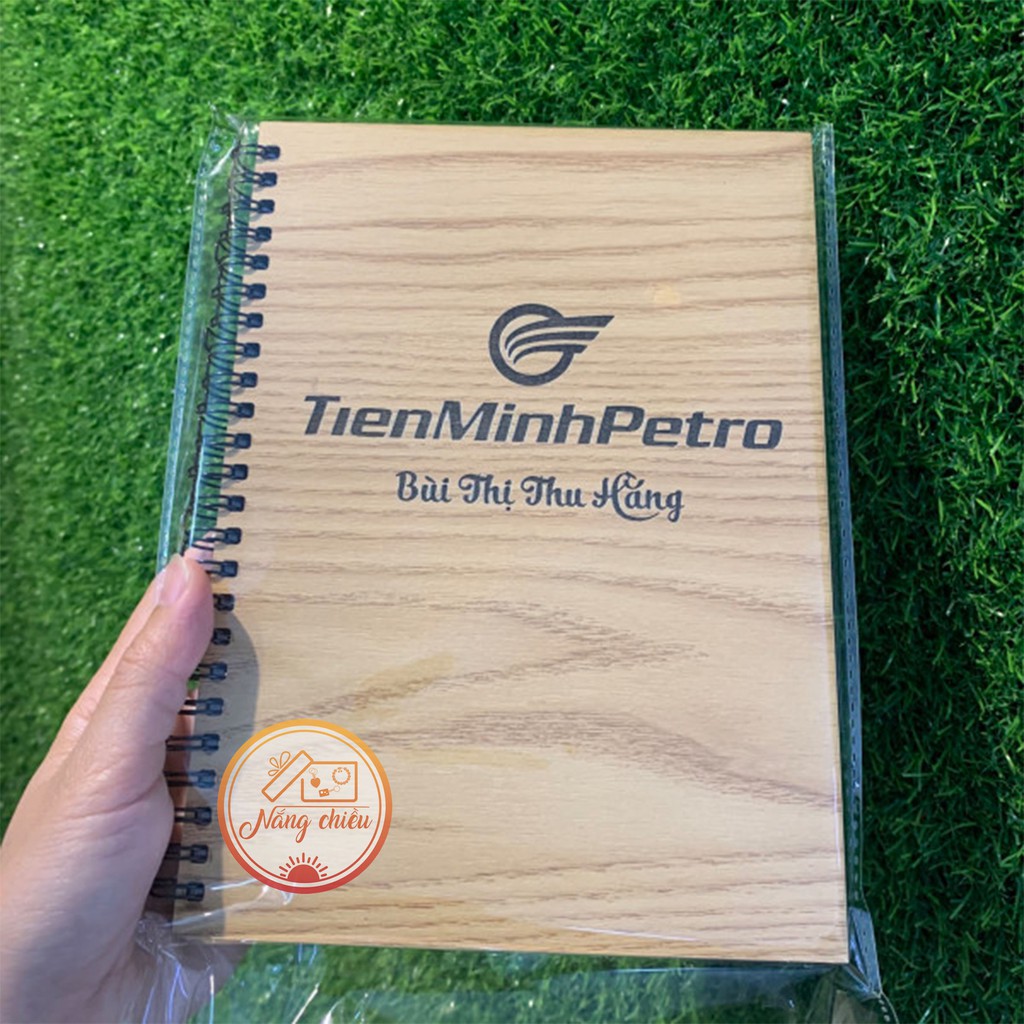 TienMinhPetro
Bùi Thị Thu Hằng
Nắng chiều